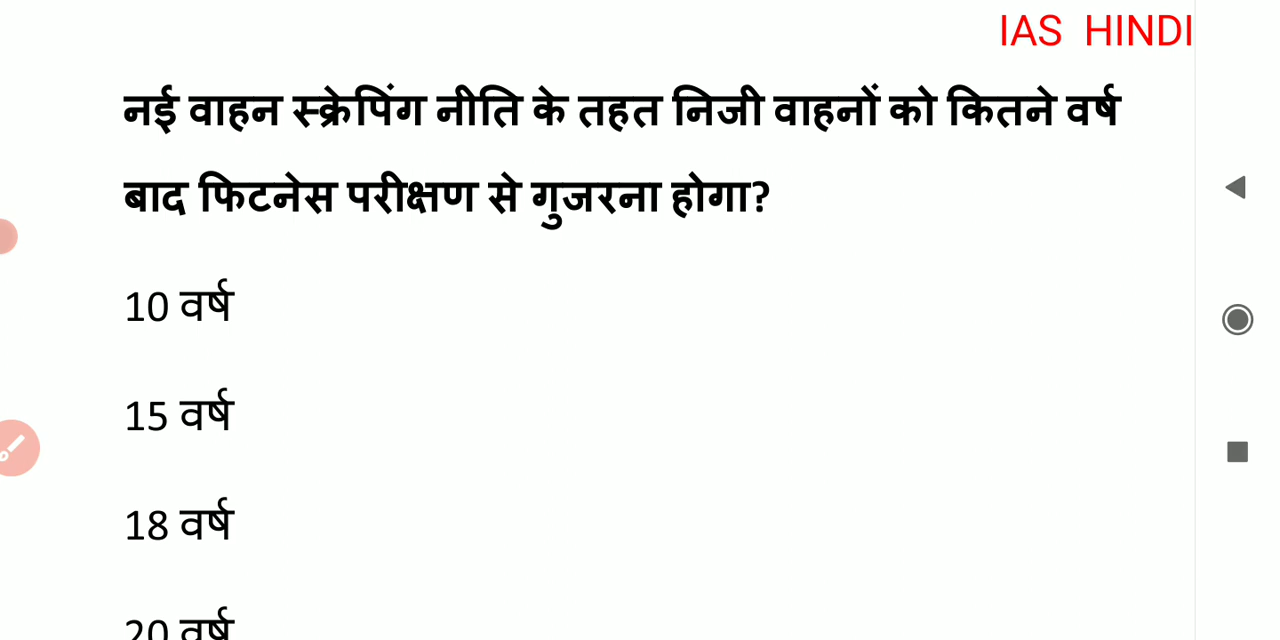 IAS HINDI
नई वाहन स्क्रेपिंग नीति के तहत निजी वाहनों को कितने वर्ष
बाद फिटनेस परीक्षण से गुजरना होगा?
10 वर्ष
15 वर्ष
18 वर्ष
20 वर्ष